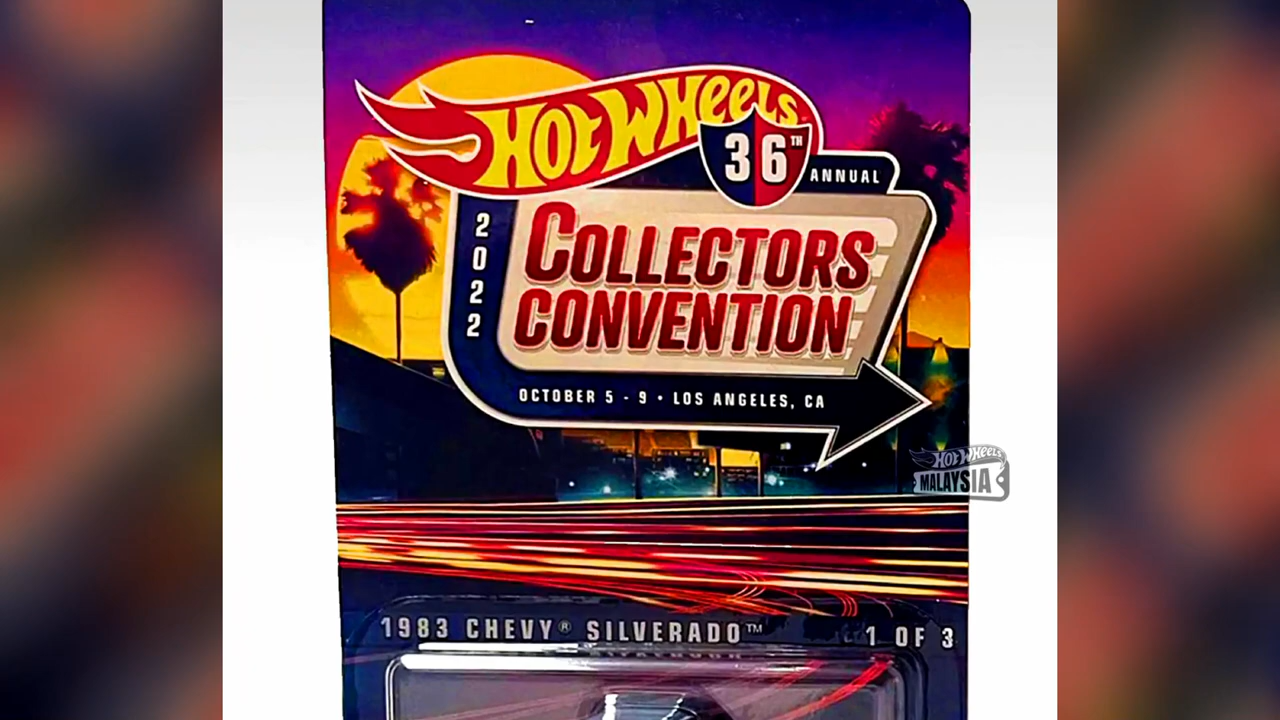 HOT WHEELS
36TH
ANNUAL
2022
COLLECTORS
CONVENTION
OCTOBER 5 - 9 • LOS ANGELES, CA
HOT WHEELS
MALAYSIA
1983 CHEVY® SILVERADO™ 1 OF 3